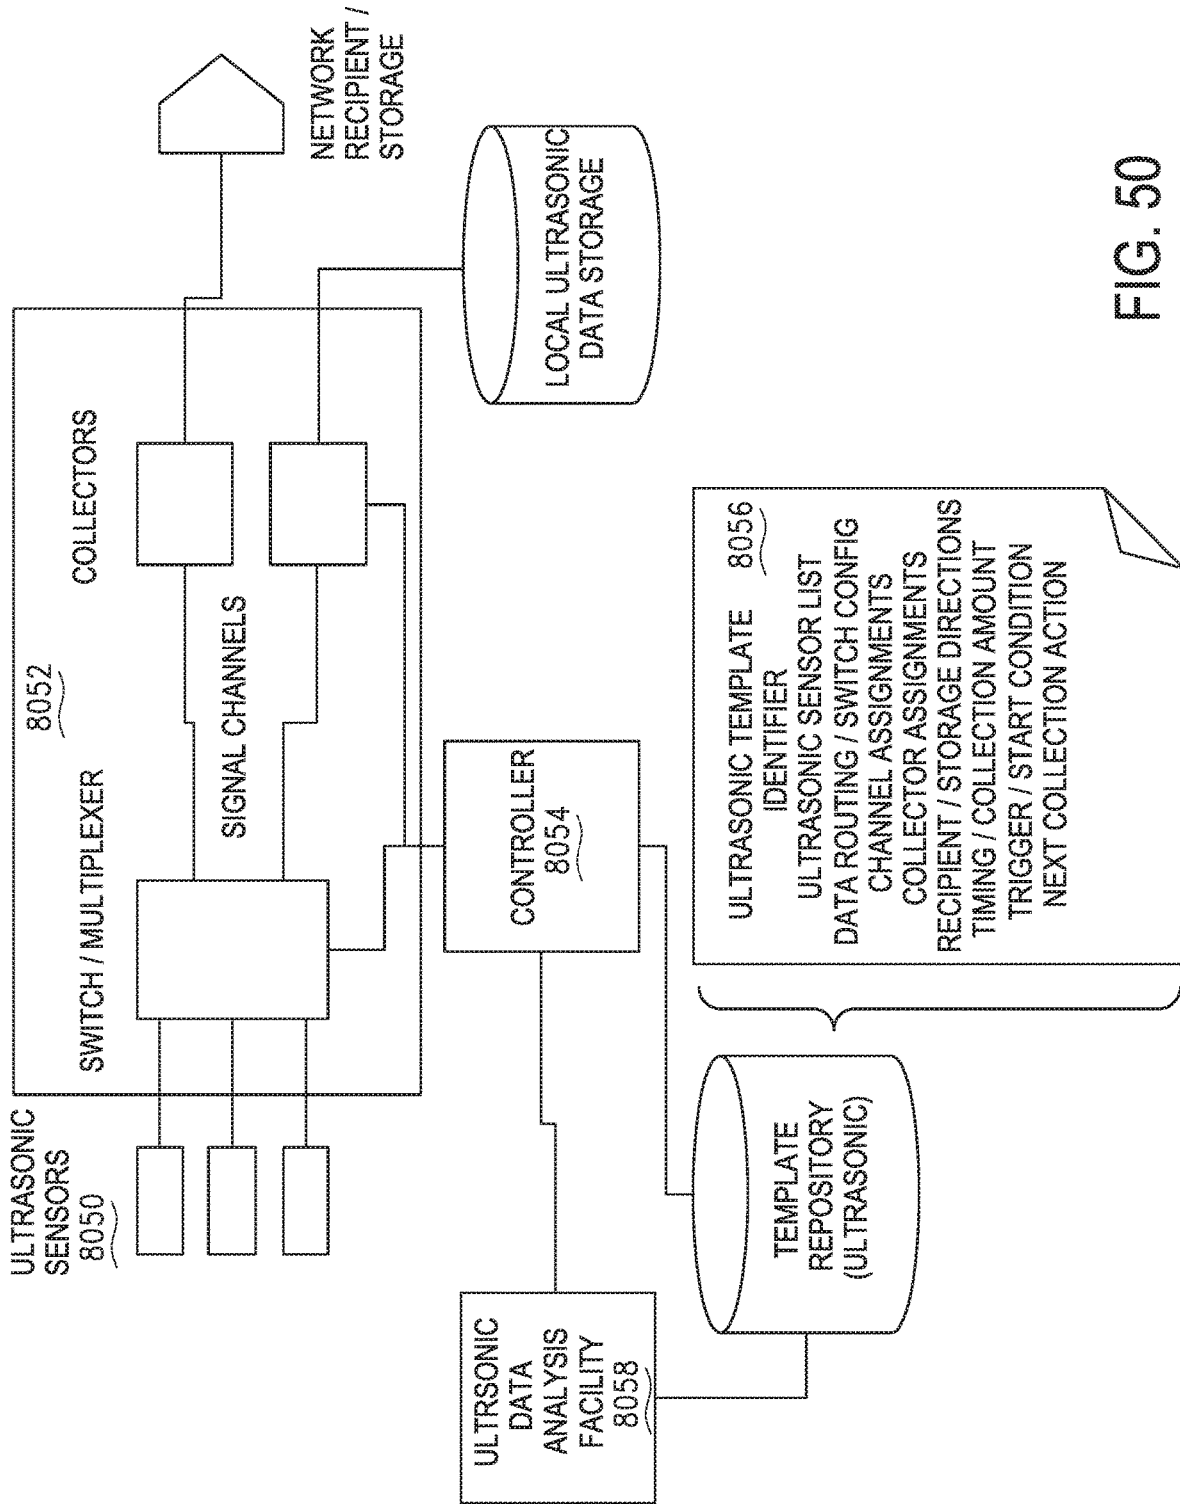 ULTRASONIC
SENSORS
8050
8052
SWITCH / MULTIPLEXER
COLLECTORS
SIGNAL CHANNELS
NETWORK
RECIPIENT /
STORAGE
LOCAL ULTRASONIC
DATA STORAGE
CONTROLLER
8054
ULTRSONIC
DATA
ANALYSIS
FACILITY
8058
TEMPLATE
REPOSITORY
(ULTRASONIC)
ULTRASONIC TEMPLATE 8056
IDENTIFIER
ULTRASONIC SENSOR LIST
DATA ROUTING / SWITCH CONFIG
CHANNEL ASSIGNMENTS
COLLECTOR ASSIGNMENTS
RECIPIENT / STORAGE DIRECTIONS
TIMING / COLLECTION AMOUNT
TRIGGER / START CONDITION
NEXT COLLECTION ACTION
FIG. 50